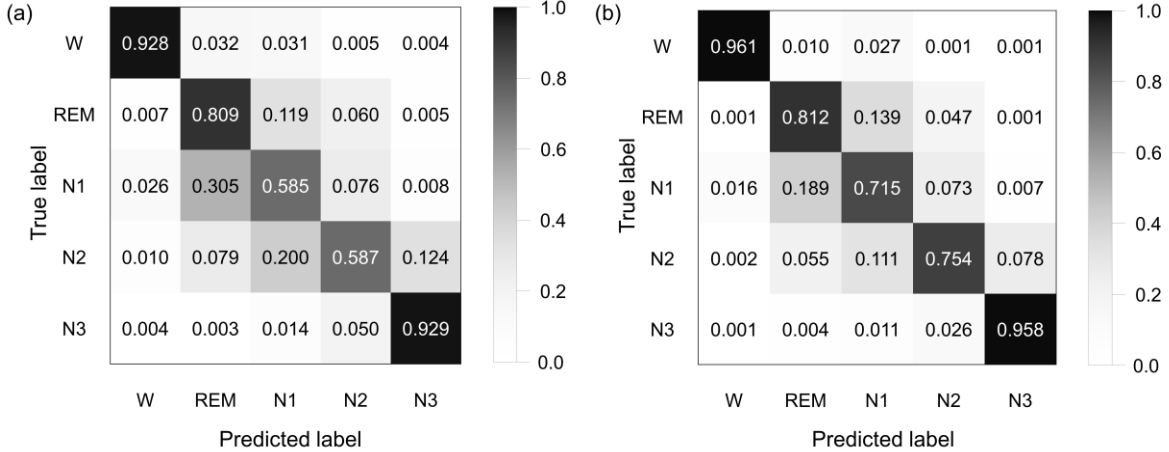 (a)
W 0.928 0.032 0.031 0.005 0.004
REM 0.007 0.809 0.119 0.060 0.005
N1 0.026 0.305 0.585 0.076 0.008
N2 0.010 0.079 0.200 0.587 0.124
N3 0.004 0.003 0.014 0.050 0.929
W REM N1 N2 N3
Predicted label
True label
1.0
0.8
0.6
0.4
0.2
0.0
(b)
W 0.961 0.010 0.027 0.001 0.001
REM 0.001 0.812 0.139 0.047 0.001
N1 0.016 0.189 0.715 0.073 0.007
N2 0.002 0.055 0.111 0.754 0.078
N3 0.001 0.004 0.011 0.026 0.958
W REM N1 N2 N3
Predicted label
True label
1.0
0.8
0.6
0.4
0.2
0.0